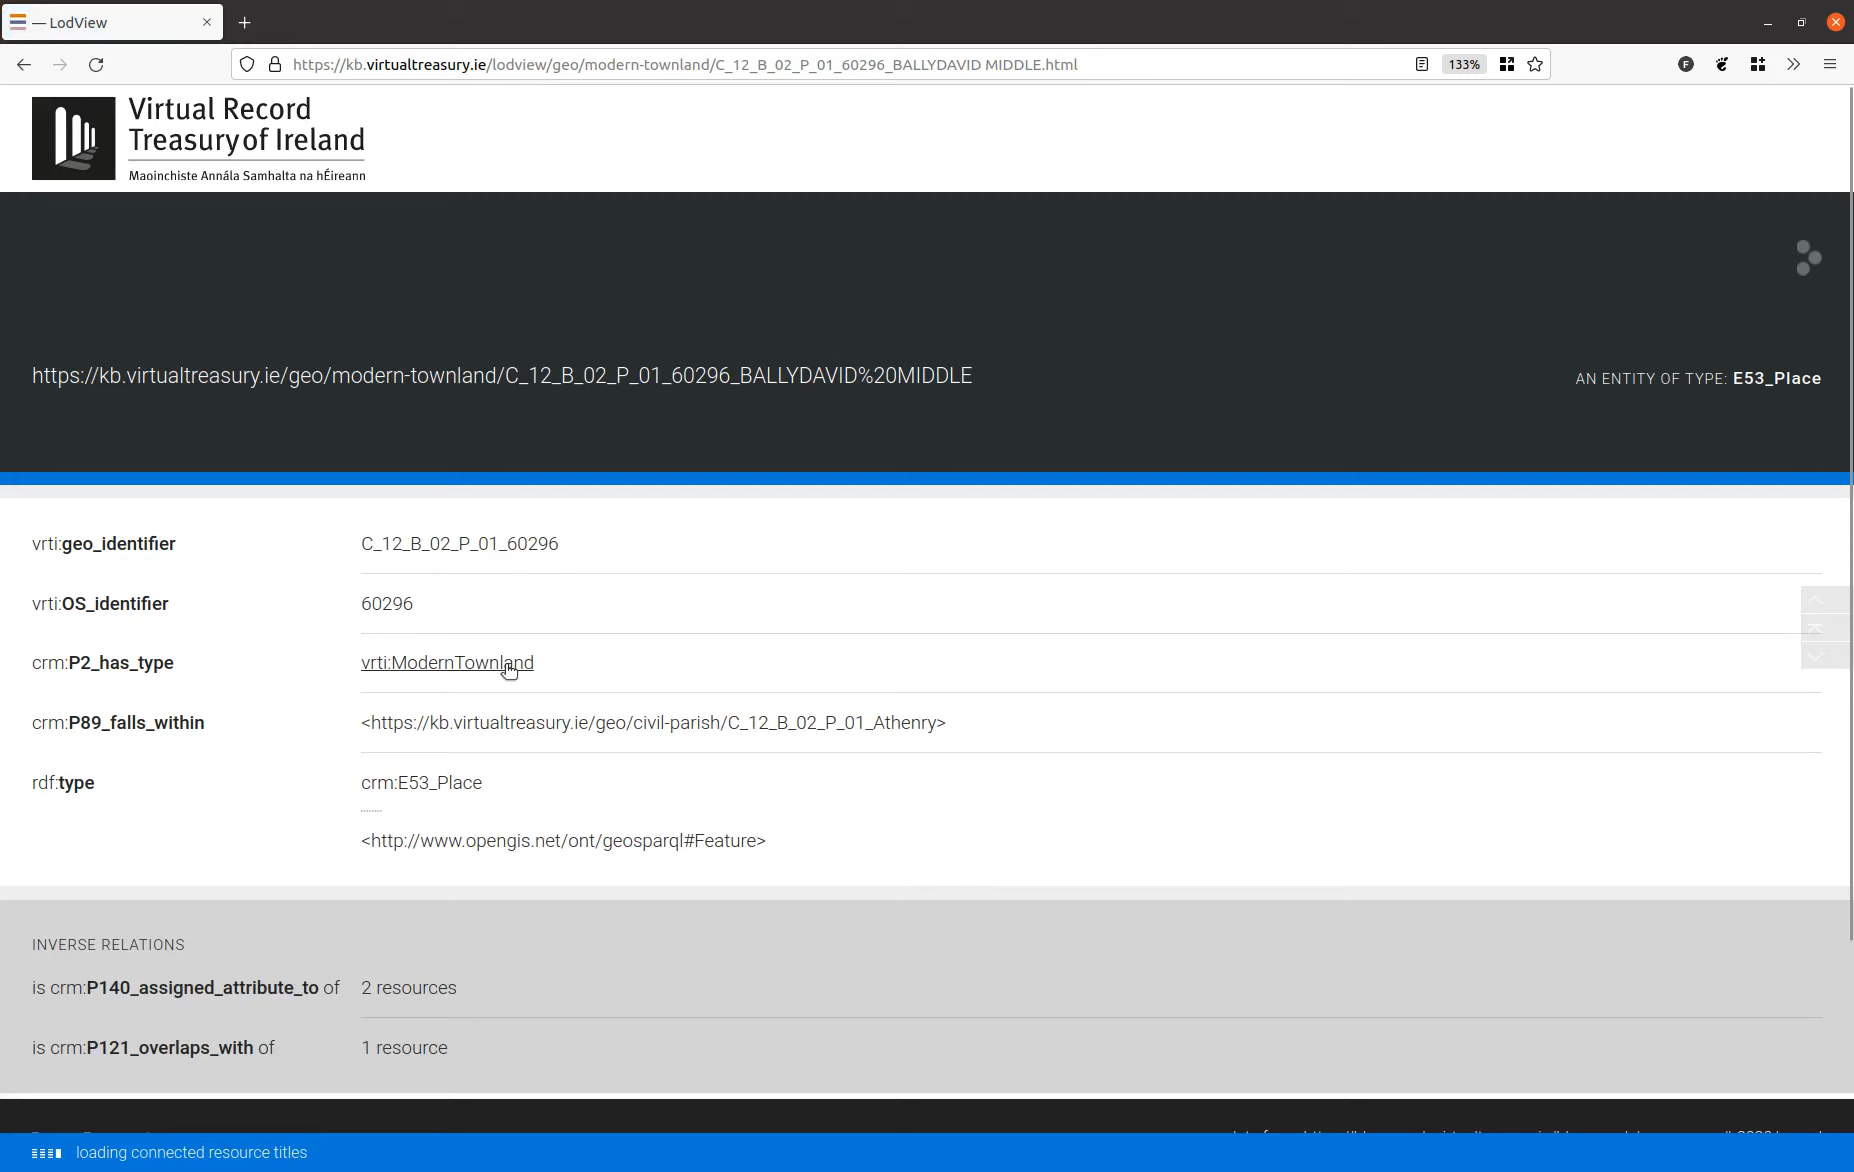 — LodView
https://kb.virtualtreasury.ie/lodview/geo/modern-townland/C_12_B_02_P_01_60296_BALLYDAVID MIDDLE.html
133%
F
Virtual Record
Treasury of Ireland
Maoinchiste Annála Samhalta na hÉireann
https://kb.virtualtreasury.ie/geo/modern-townland/C_12_B_02_P_01_60296_BALLYDAVID%20MIDDLE
AN ENTITY OF TYPE: E53_Place
vrti:geo_identifier C_12_B_02_P_01_60296
vrti:OS_identifier 60296
crm:P2_has_type vrti:ModernTownland
crm:P89_falls_within <https://kb.virtualtreasury.ie/geo/civil-parish/C_12_B_02_P_01_Athenry>
rdf:type crm:E53_Place
<http://www.opengis.net/ont/geosparql#Feature>
INVERSE RELATIONS
is crm:P140_assigned_attribute_to of 2 resources
is crm:P121_overlaps_with of 1 resource
loading connected resource titles